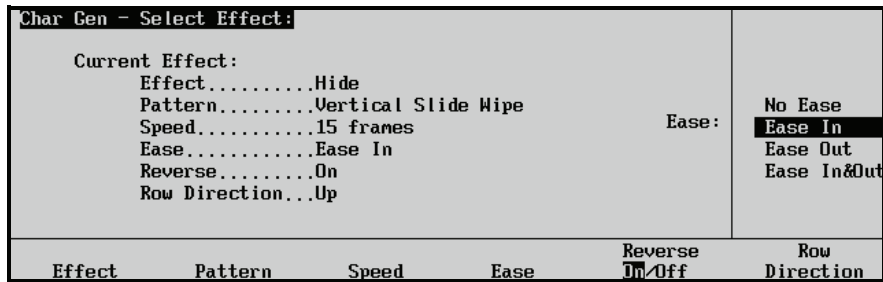 Char Gen - Select Effect:
Current Effect:
Effect..........Hide
Pattern.........Vertical Slide Wipe
Speed...........15 frames
Ease............Ease In
Reverse.........On
Row Direction...Up
Ease:
No Ease
Ease In
Ease Out
Ease In&Out
Effect
Pattern
Speed
Ease
Reverse
On/Off
Row
Direction